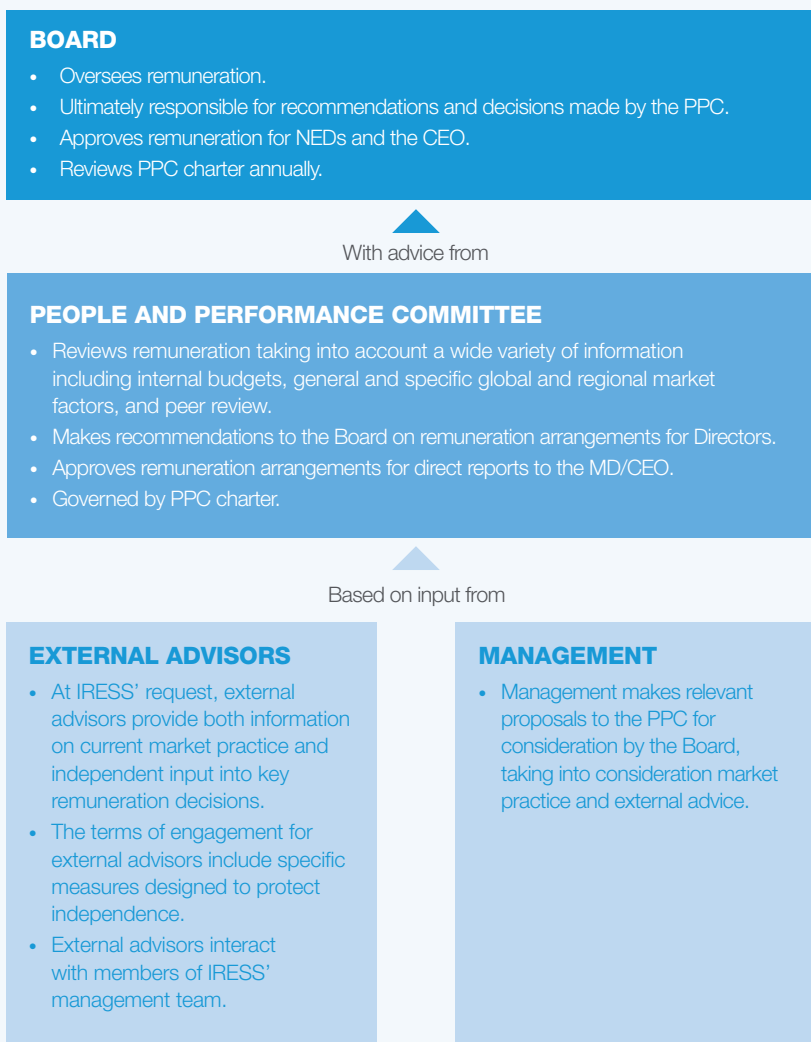 BOARD
• Oversees remuneration.
• Ultimately responsible for recommendations and decisions made by the PPC.
• Approves remuneration for NEDs and the CEO.
• Reviews PPC charter annually.
With advice from
PEOPLE AND PERFORMANCE COMMITTEE
• Reviews remuneration taking into account a wide variety of information
including internal budgets, general and specific global and regional market
factors, and peer review.
• Makes recommendations to the Board on remuneration arrangements for Directors.
• Approves remuneration arrangements for direct reports to the MD/CEO.
• Governed by PPC charter.
Based on input from
EXTERNAL ADVISORS
• At IRESS’ request, external
advisors provide both information
on current market practice and
independent input into key
remuneration decisions.
• The terms of engagement for
external advisors include specific
measures designed to protect
independence.
• External advisors interact
with members of IRESS’
management team.
MANAGEMENT
• Management makes relevant
proposals to the PPC for
consideration by the Board,
taking into consideration market
practice and external advice.